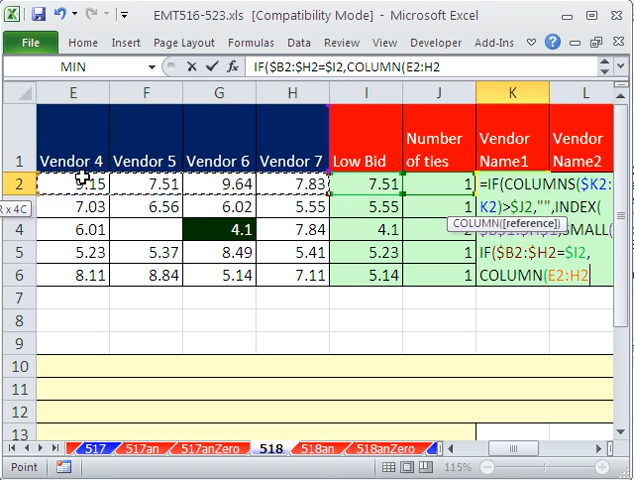 EMT516-523.xls [Compatibility Mode] - Microsoft Excel
File Home Insert Page Layout Formulas Data Review View Developer Add-Ins
MIN fx IF($B2:$H2=$I2,COLUMN(E2:H2
E F G H I J K L
1 Vendor 4 Vendor 5 Vendor 6 Vendor 7 Low Bid Number of ties Vendor Name1 Vendor Name2
2 9.15 7.51 9.64 7.83 7.51 1 =IF(COLUMNS($K2:
R x 4C 7.03 6.56 6.02 5.55 5.55 1 K2)>$J2,"",INDEX(
COLUMN([reference])
4 6.01 4.1 7.84 4.1 2 $B$1:$H$1,SMALL(
5 5.23 5.37 8.49 5.41 5.23 1 IF($B2:$H2=$I2,
6 8.11 8.84 5.14 7.11 5.14 1 COLUMN(E2:H2
7
8
9
10
11
12
13
517 517an 517anZero 518 518an 518anZero
Point 115%